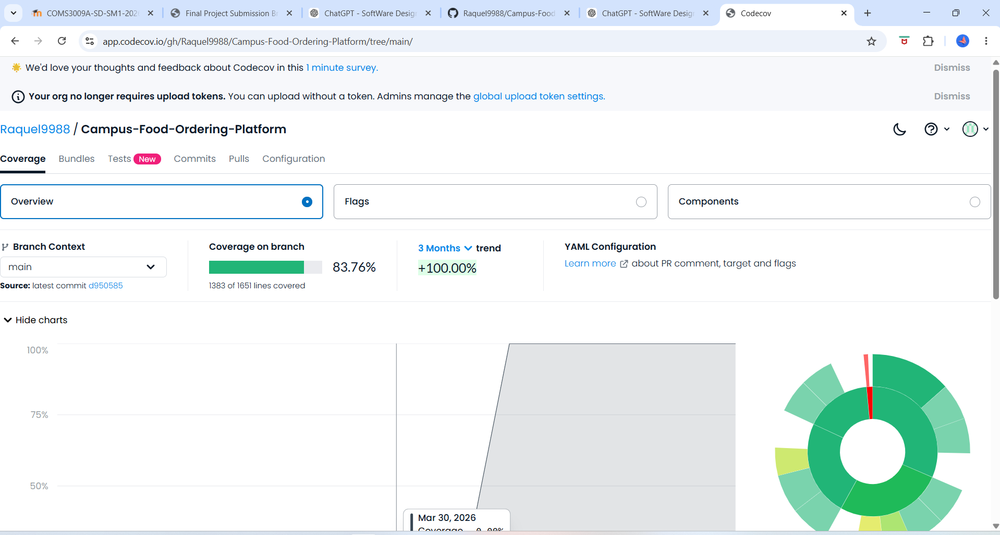 COMS3009A-SD-SM1-202
Final Project Submission B
ChatGPT - SoftWare Design
Raquel9988/Campus-Food
ChatGPT - SoftWare Design
Codecov
app.codecov.io/gh/Raquel9988/Campus-Food-Ordering-Platform/tree/main/
We'd love your thoughts and feedback about Codecov in this 1 minute survey.
Dismiss
Your org no longer requires upload tokens. You can upload without a token. Admins manage the global upload token settings.
Dismiss
Raquel9988 / Campus-Food-Ordering-Platform
Coverage
Bundles
Tests New
Commits
Pulls
Configuration
Overview
Flags
Components
Branch Context
main
Source: latest commit d950585
Coverage on branch
83.76%
1383 of 1651 lines covered
3 Months trend
+100.00%
YAML Configuration
Learn more about PR comment, target and flags
Hide charts
100%
75%
50%
Mar 30, 2026
Coverage 0.00%